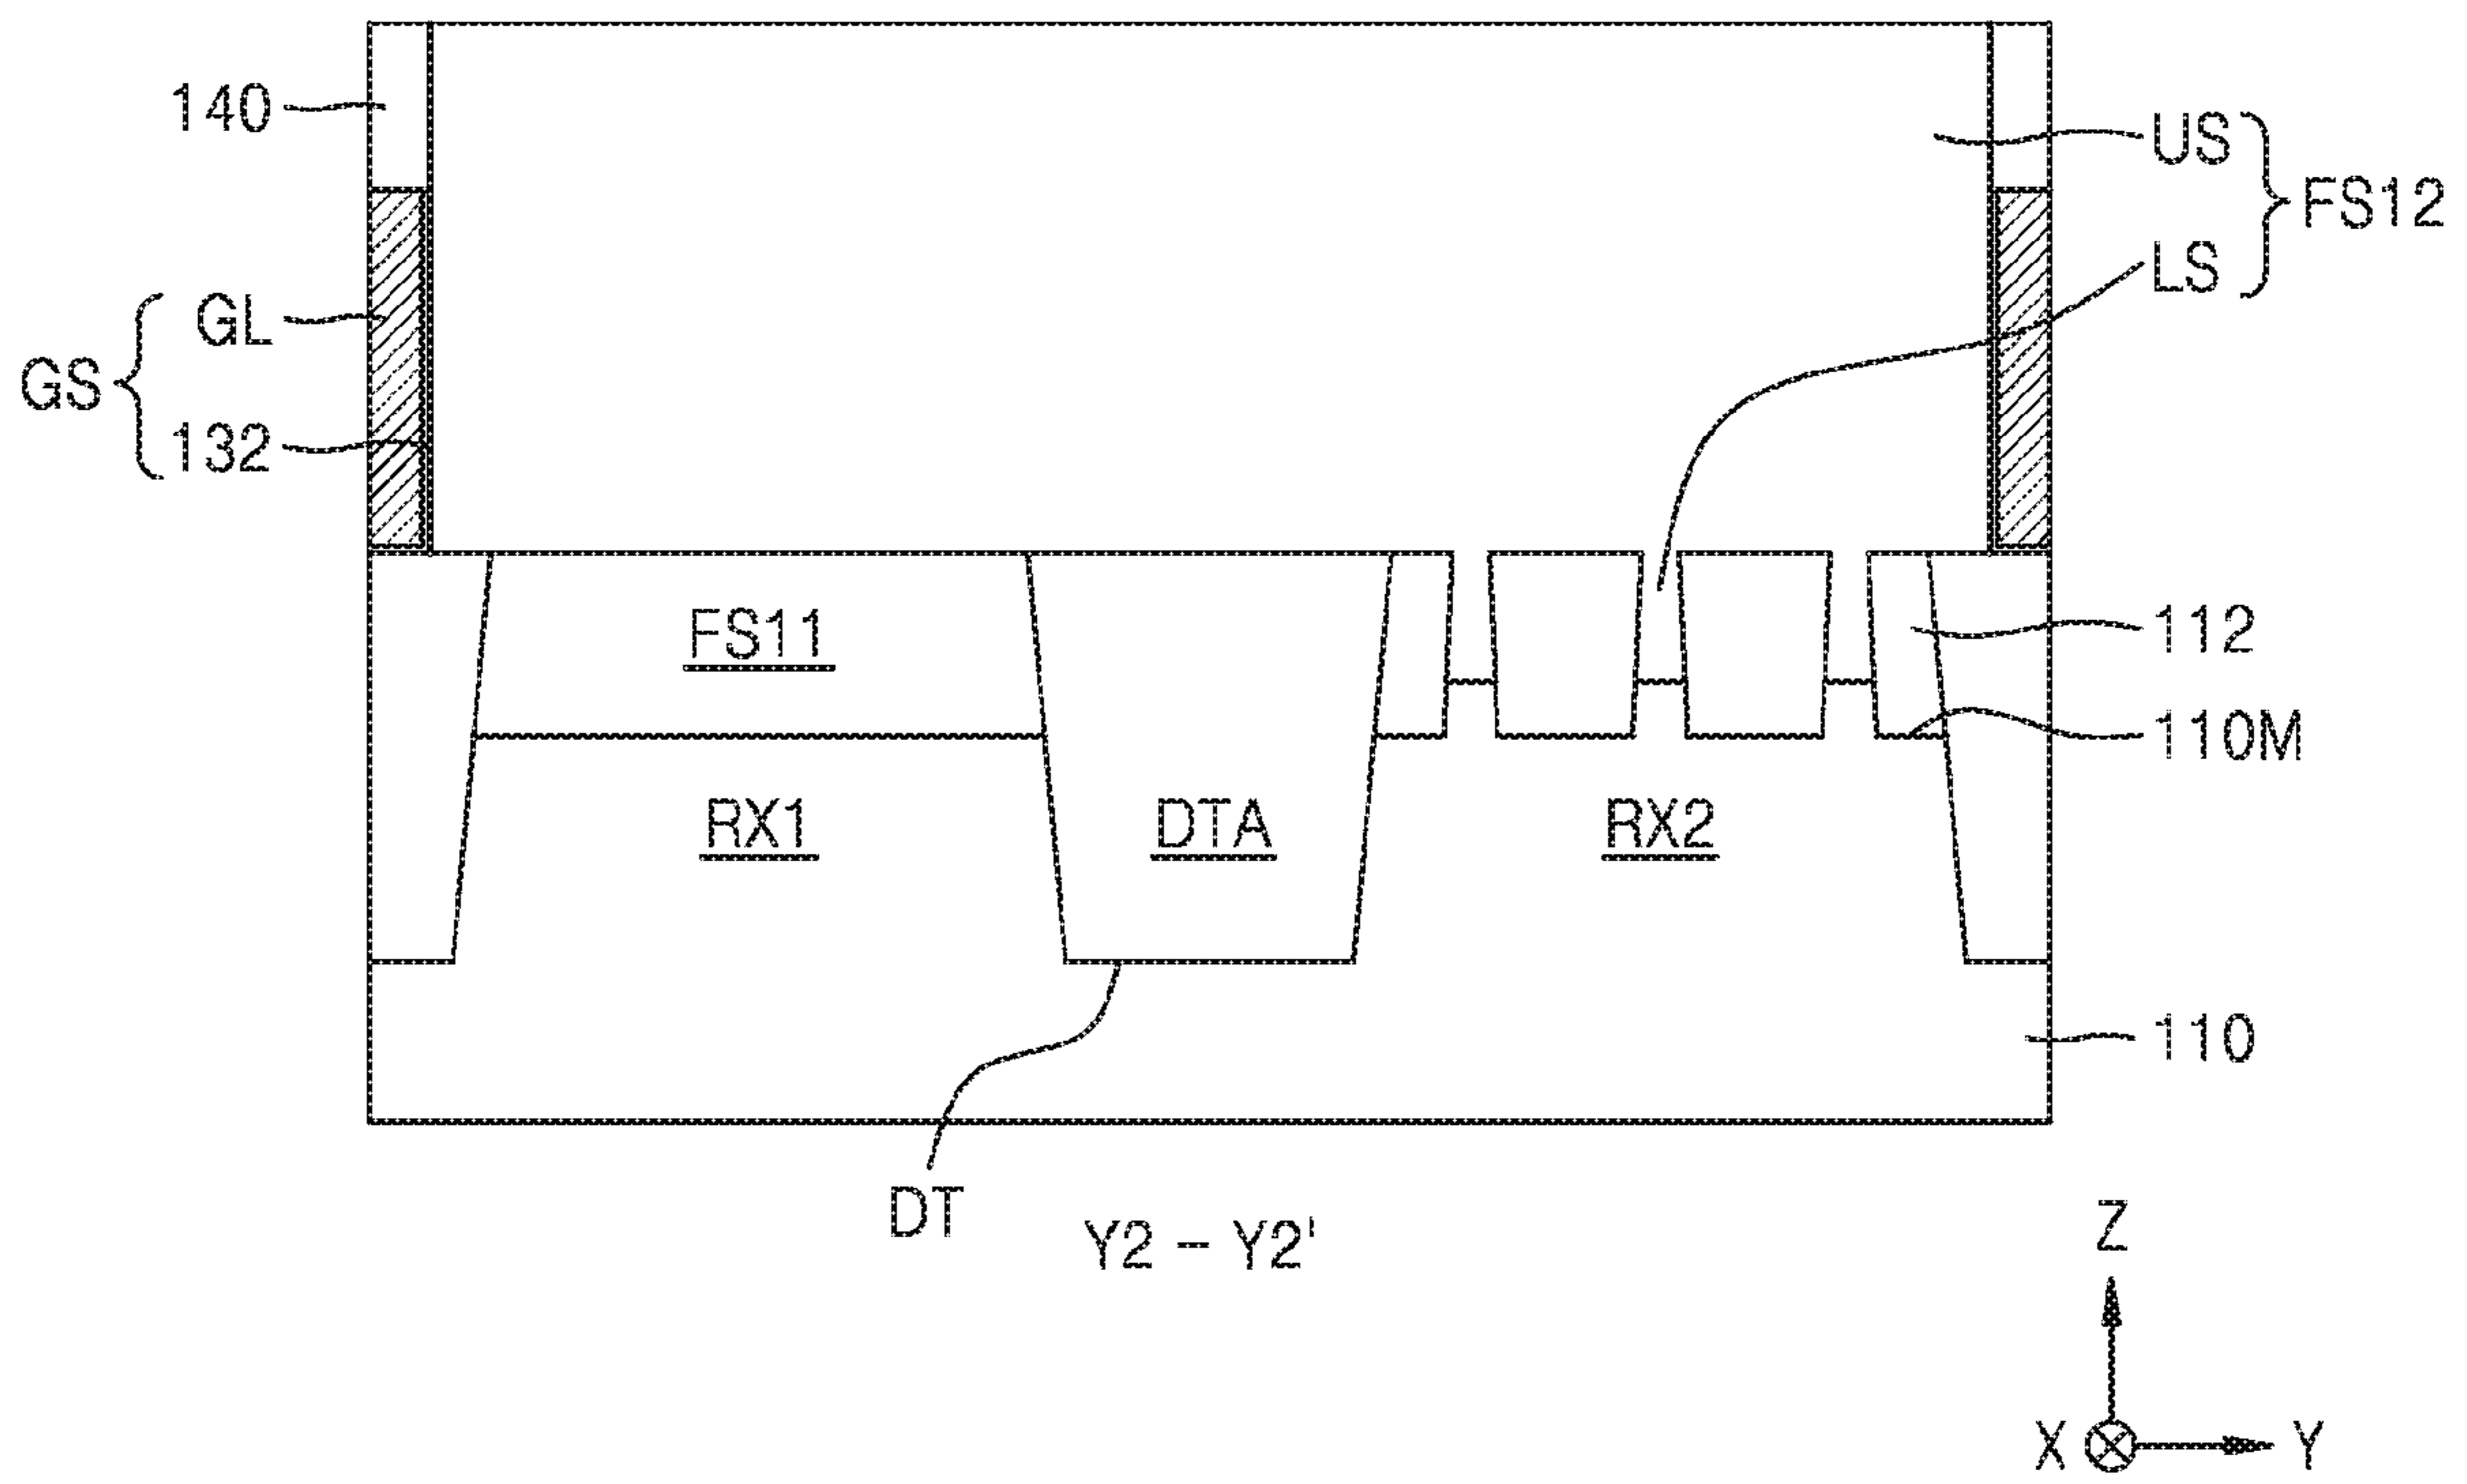 140
US
FS12
LS
GL
GS
132
FS11
112
110M
RX1
DTA
RX2
110
DT
Y2 - Y2'
Z
X
Y